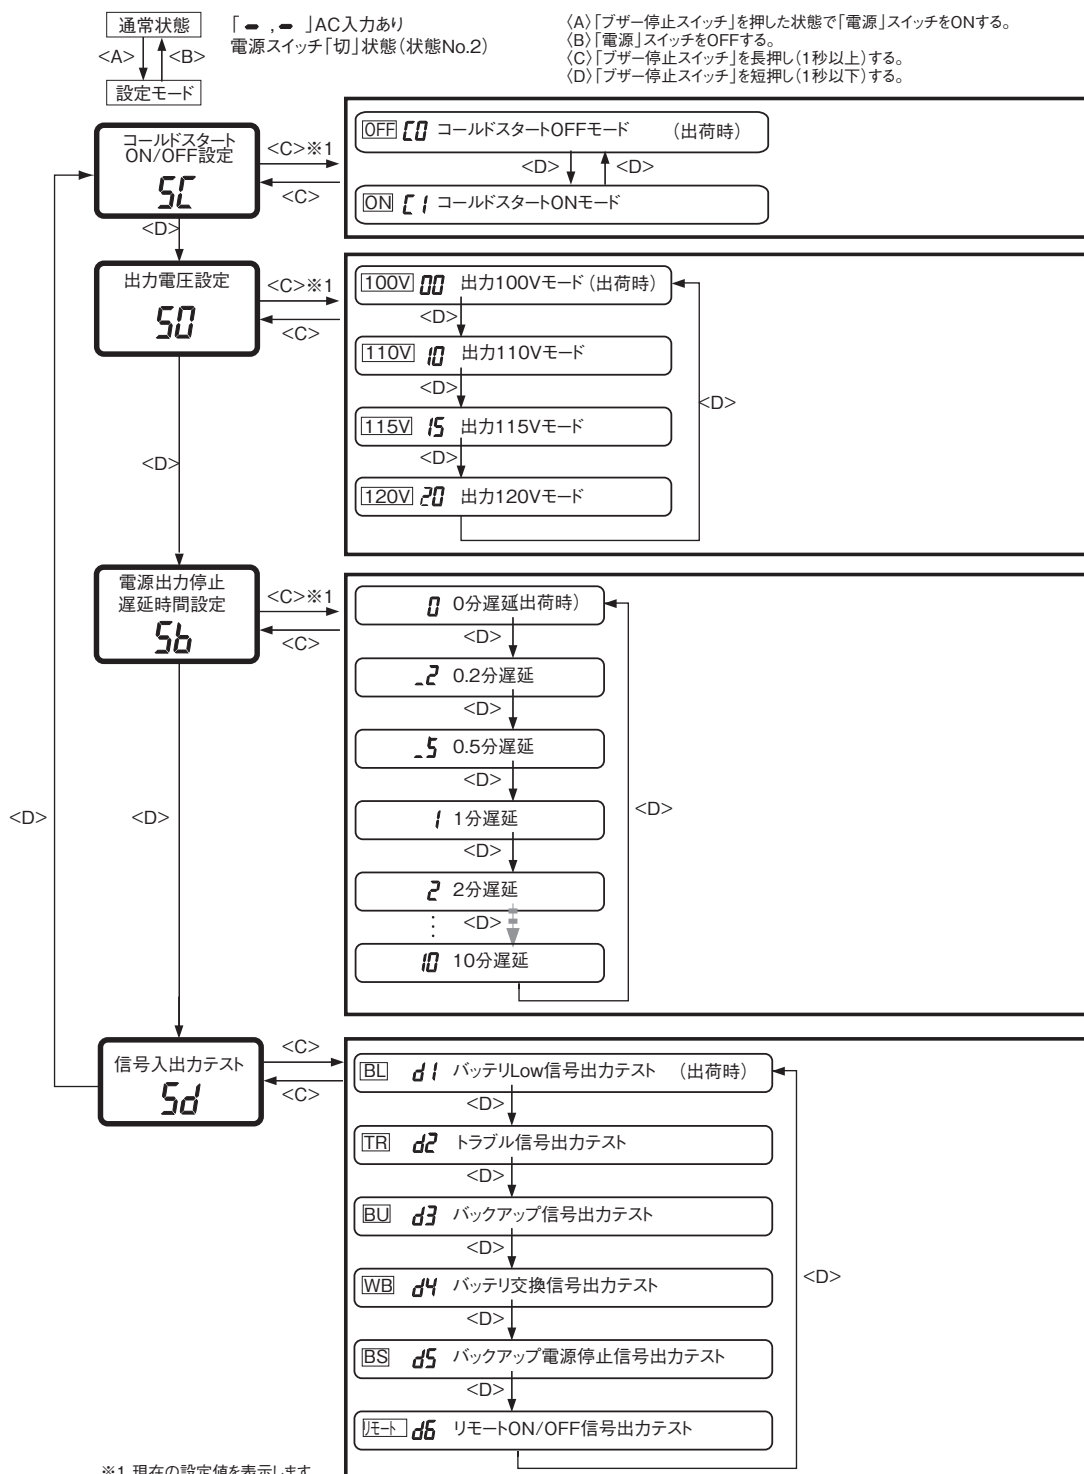 通常状態
<A>
<B>
設定モード
「 ,  」AC入力あり
電源スイッチ「切」状態(状態No.2)
〈A〉「ブザー停止スイッチ」を押した状態で「電源」スイッチをONする。
〈B〉「電源」スイッチをOFFする。
〈C〉「ブザー停止スイッチ」を長押し(1秒以上)する。
〈D〉「ブザー停止スイッチ」を短押し(1秒以下)する。
コールドスタート
ON/OFF設定
SC
<C>※1
<C>
OFF C0 コールドスタートOFFモード (出荷時)
<D>
<D>
ON C1 コールドスタートONモード
<D>
出力電圧設定
S0
<C>※1
<C>
100V 00 出力100Vモード(出荷時)
<D>
110V 10 出力110Vモード
<D>
115V 15 出力115Vモード
<D>
120V 20 出力120Vモード
<D>
<D>
電源出力停止
遅延時間設定
Sb
<C>※1
<C>
0 0分遅延出荷時)
<D>
_2 0.2分遅延
<D>
_5 0.5分遅延
<D>
1 1分遅延
<D>
2 2分遅延
<D>
10 10分遅延
<D>
<D>
<D>
信号入出力テスト
Sd
<C>
<C>
BL d1 バッテリLow信号出力テスト (出荷時)
<D>
TR d2 トラブル信号出力テスト
<D>
BU d3 バックアップ信号出力テスト
<D>
WB d4 バッテリ交換信号出力テスト
<D>
BS d5 バックアップ電源停止信号出力テスト
<D>
リモート d6 リモートON/OFF信号出力テスト
<D>
※1 現在の設定値を表示します